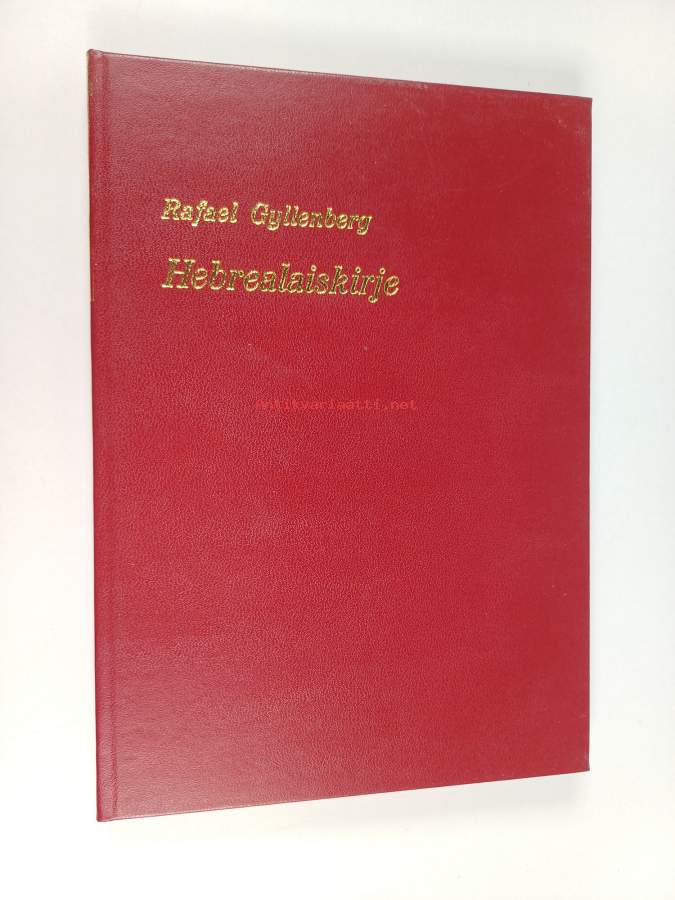 Rafael Gyllenberg
Hebrealaiskirje
antikvariaatti.net